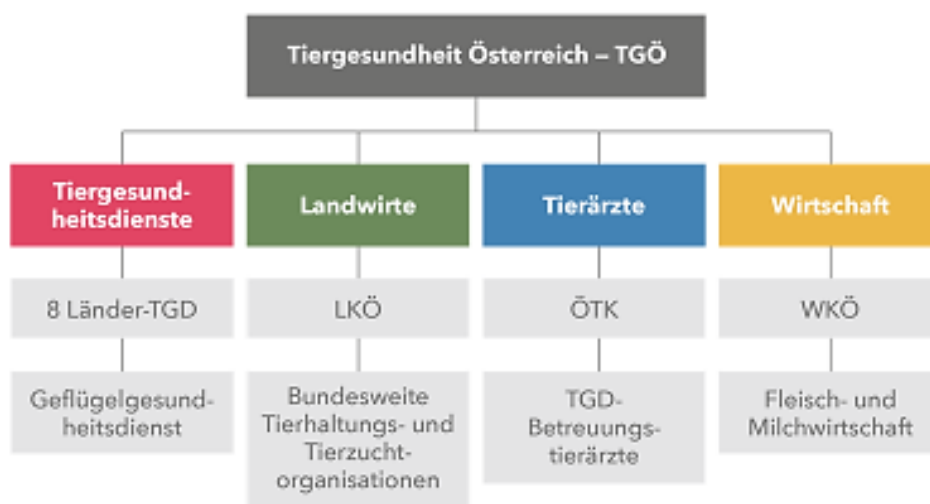 Tiergesundheit Österreich – TGÖ
Tiergesund-
heitsdienste
Landwirte
Tierärzte
Wirtschaft
8 Länder-TGD
LKÖ
ÖTK
WKÖ
Geflügelgesund-
heitsdienst
Bundesweite
Tierhaltungs- und
Tierzucht-
organisationen
TGD-
Betreuungs-
tierärzte
Fleisch- und
Milchwirtschaft